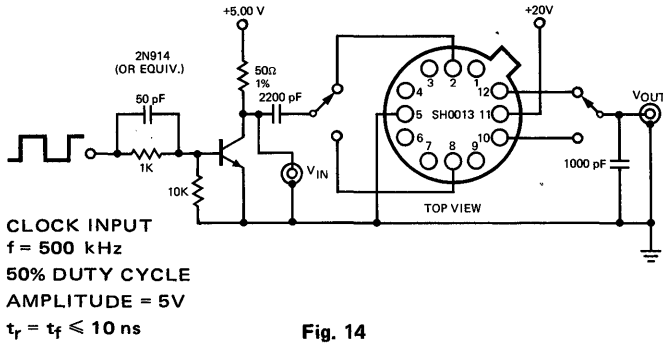 +5.00 V
+20V
2N914
(OR EQUIV.)
50Ω
1%
50 pF
2200 pF
1K
10K
VIN
3
2
1
4
12
5
SH0013
11
6
10
7
8
9
TOP VIEW
VOUT
1000 pF
CLOCK INPUT
f = 500 kHz
50% DUTY CYCLE
AMPLITUDE = 5V
tr = tf ⩽ 10 ns
Fig. 14